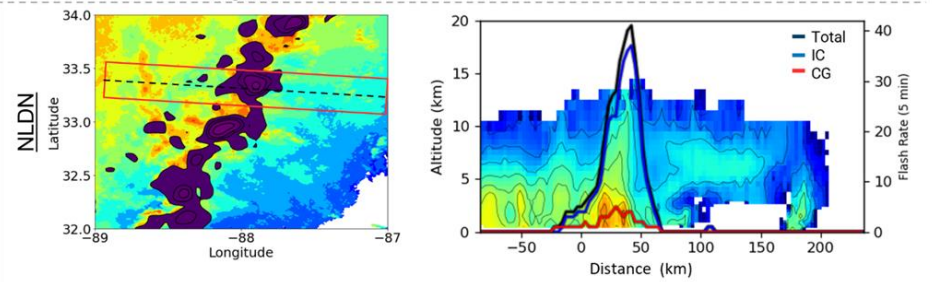 NLDN
Latitude
34.0
33.5
33.0
32.5
32.0
−89
−88
−87
Longitude
Altitude (km)
20
15
10
5
0
−50
0
50
100
150
200
Distance (km)
Total
IC
CG
40
30
20
10
0
Flash Rate (5 min)